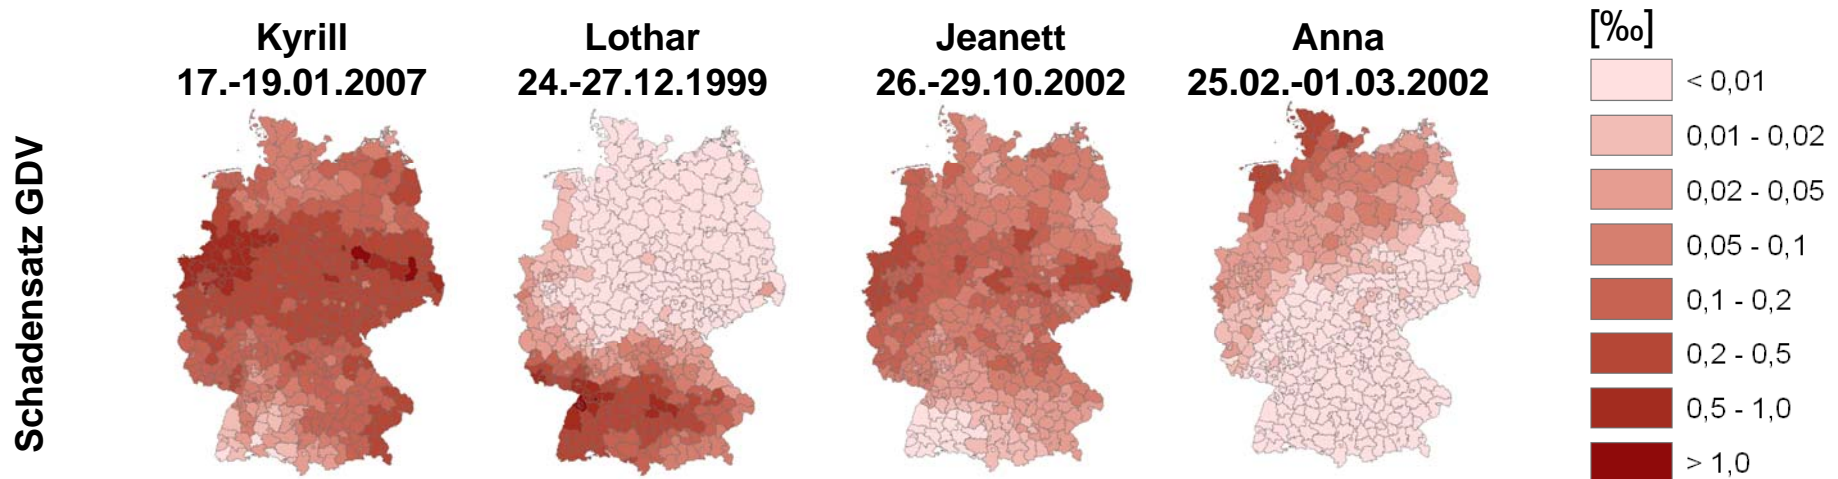 Kyrill
17.-19.01.2007
Lothar
24.-27.12.1999
Jeanett
26.-29.10.2002
Anna
25.02.-01.03.2002
[‰]
< 0,01
0,01 - 0,02
0,02 - 0,05
0,05 - 0,1
0,1 - 0,2
0,2 - 0,5
0,5 - 1,0
> 1,0
Schadensatz GDV